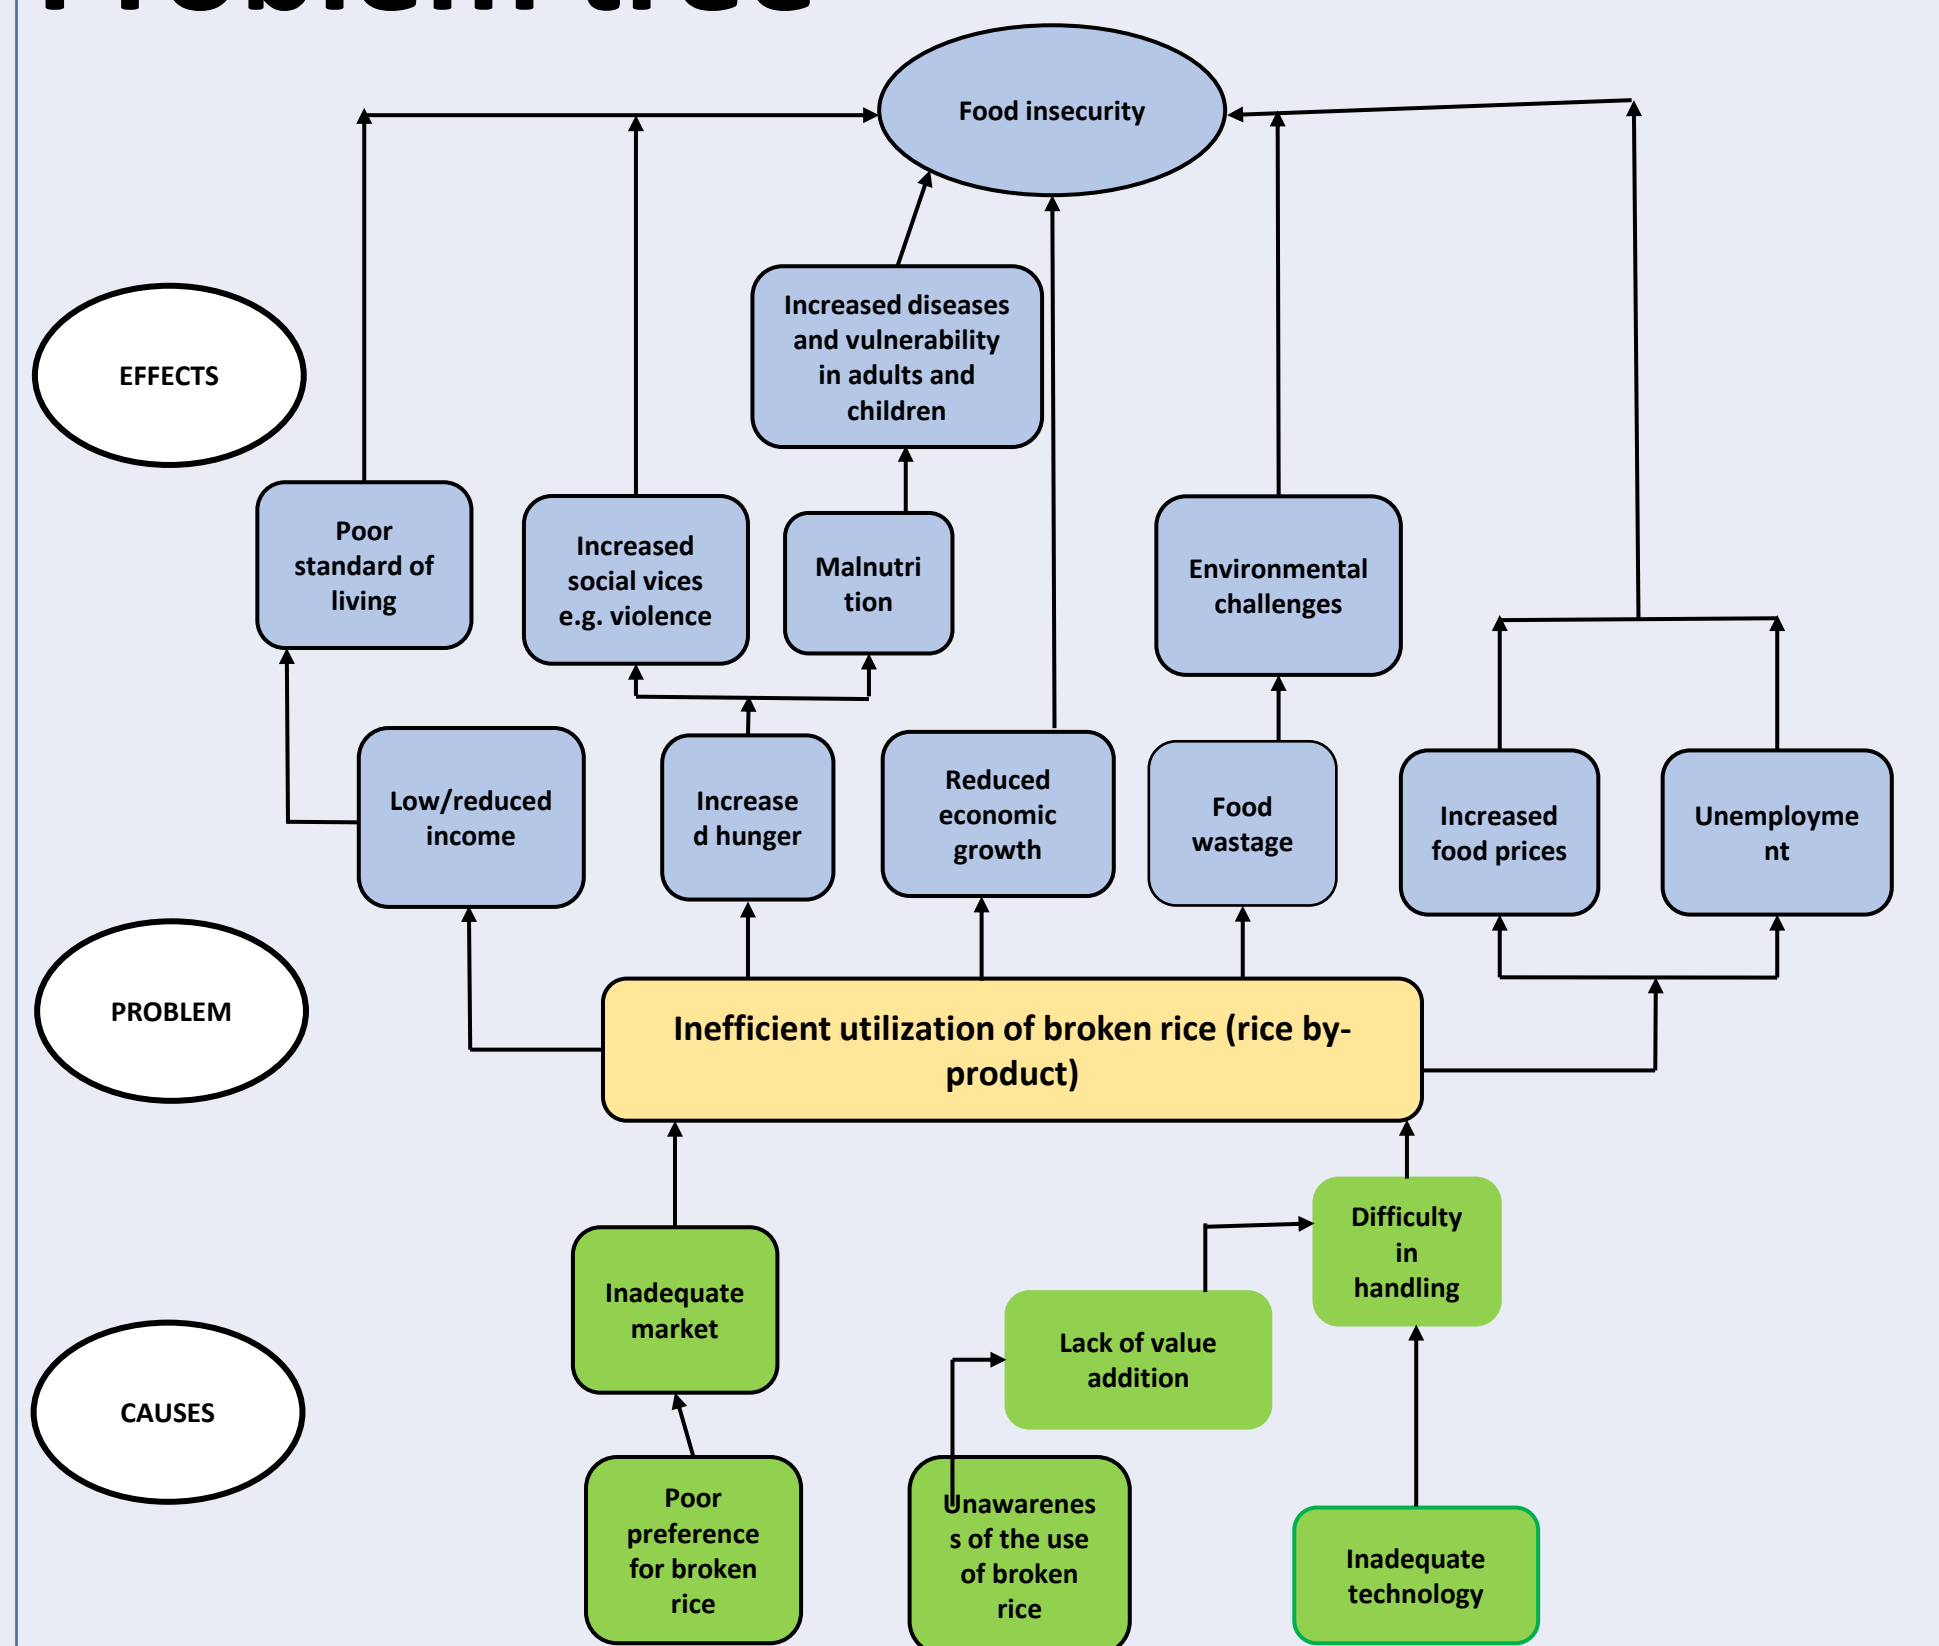 Problem tree
Food insecurity
Increased diseases
and vulnerability
in adults and
children
EFFECTS
Poor
standard of
living
Increased
social vices
e.g. violence
Malnutri
tion
Environmental
challenges
Low/reduced
income
Increase
d hunger
Reduced
economic
growth
Food
wastage
Increased
food prices
Unemployme
nt
PROBLEM
Inefficient utilization of broken rice (rice by-
product)
Difficulty
in
handling
Inadequate
market
Lack of value
addition
CAUSES
Poor
preference
for broken
rice
Unawarenes
s of the use
of broken
rice
Inadequate
technology